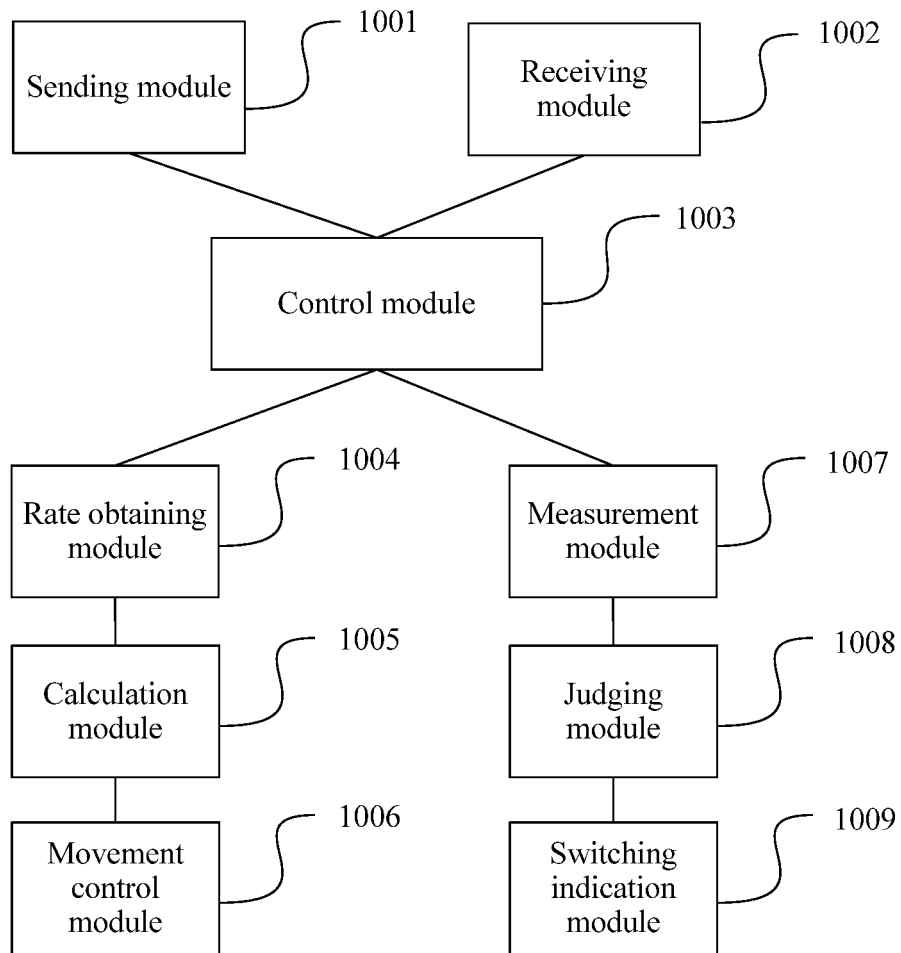 1001
Sending module
1002
Receiving
module
1003
Control module
1004
Rate obtaining
module
1007
Measurement
module
1005
Calculation
module
1008
Judging
module
1006
Movement
control
module
1009
Switching
indication
module